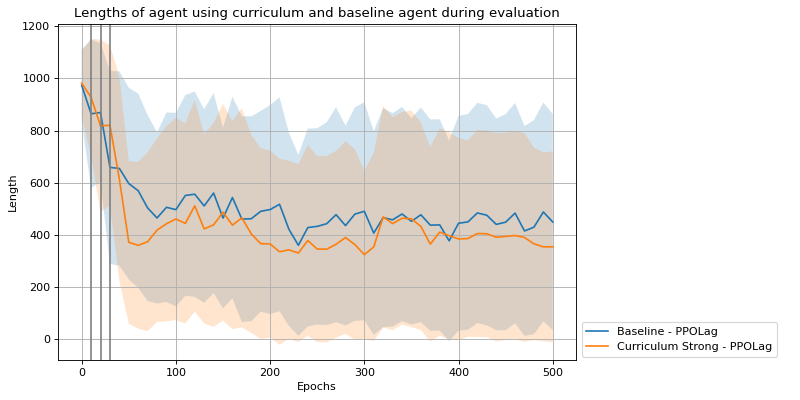 Lengths of agent using curriculum and baseline agent during evaluation
1200
1000
800
600
400
200
0
Length
0 100 200 300 400 500
Epochs
Baseline - PPOLag
Curriculum Strong - PPOLag